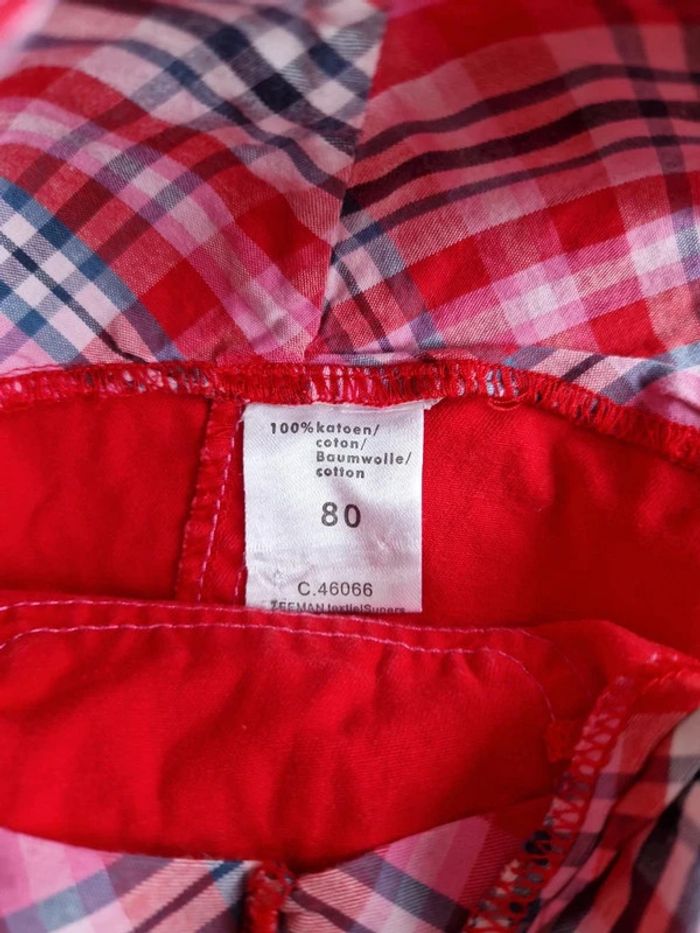 100%katoen/
coton/
Baumwolle/
cotton
80
C.46066
ZEEMAN textielSupers